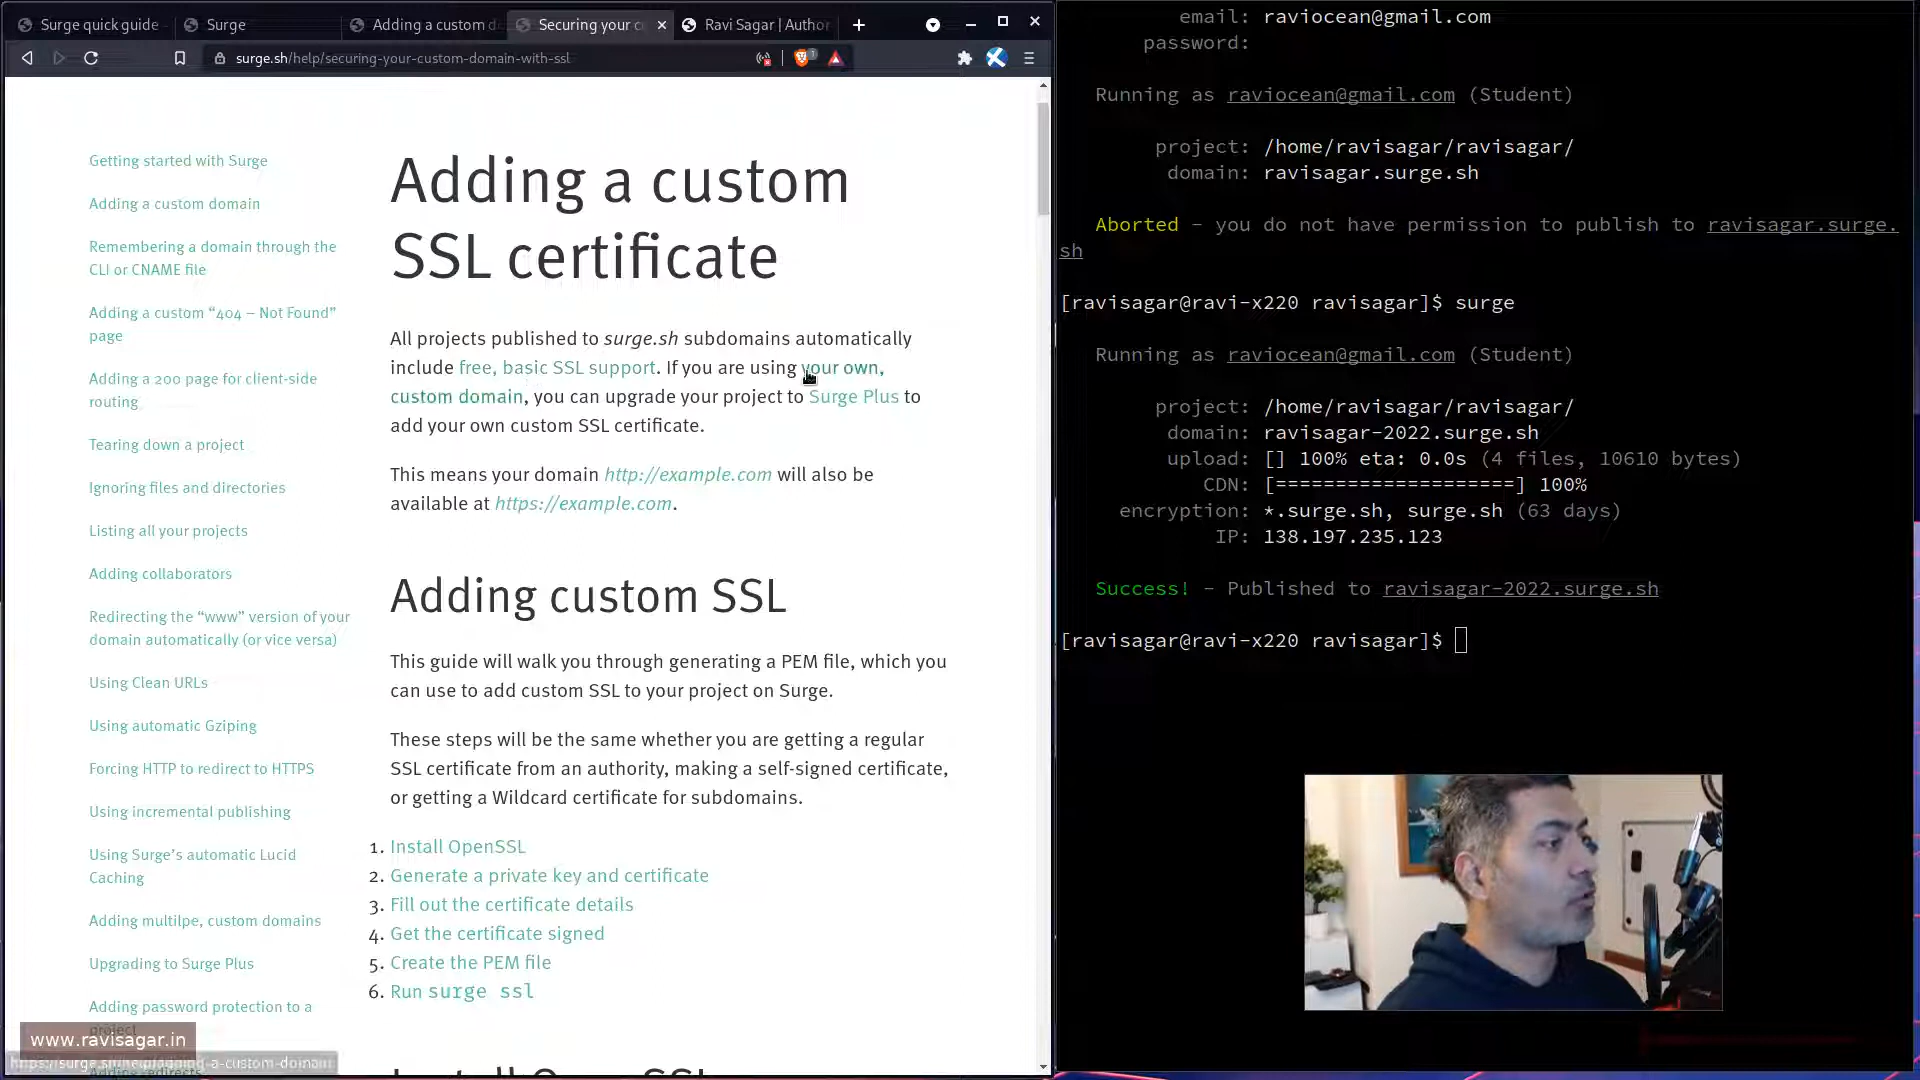 Surge quick guide
Surge
Adding a custom d
Securing your c
Ravi Sagar | Author
surge.sh/help/securing-your-custom-domain-with-ssl
Getting started with Surge
Adding a custom domain
Remembering a domain through the
CLI or CNAME file
Adding a custom “404 – Not Found”
page
Adding a 200 page for client-side
routing
Tearing down a project
Ignoring files and directories
Listing all your projects
Adding collaborators
Redirecting the “www” version of your
domain automatically (or vice versa)
Using Clean URLs
Using automatic Gziping
Forcing HTTP to redirect to HTTPS
Using incremental publishing
Using Surge’s automatic Lucid
Caching
Adding multilpe, custom domains
Upgrading to Surge Plus
Adding password protection to a
project
Adding redirects
www.ravisagar.in
https://surge.sh/help/adding-a-custom-domain
Adding a custom
SSL certificate
All projects published to surge.sh subdomains automatically
include free, basic SSL support. If you are using your own,
custom domain, you can upgrade your project to Surge Plus to
add your own custom SSL certificate.
This means your domain http://example.com will also be
available at https://example.com.
Adding custom SSL
This guide will walk you through generating a PEM file, which you
can use to add custom SSL to your project on Surge.
These steps will be the same whether you are getting a regular
SSL certificate from an authority, making a self-signed certificate,
or getting a Wildcard certificate for subdomains.
1. Install OpenSSL
2. Generate a private key and certificate
3. Fill out the certificate details
4. Get the certificate signed
5. Create the PEM file
6. Run surge ssl
Install OpenSSL
email: raviocean@gmail.com
password:
Running as raviocean@gmail.com (Student)
project: /home/ravisagar/ravisagar/
domain: ravisagar.surge.sh
Aborted - you do not have permission to publish to ravisagar.surge.
sh
[ravisagar@ravi-x220 ravisagar]$ surge
Running as raviocean@gmail.com (Student)
project: /home/ravisagar/ravisagar/
domain: ravisagar-2022.surge.sh
upload: [] 100% eta: 0.0s (4 files, 10610 bytes)
CDN: [====================] 100%
encryption: *.surge.sh, surge.sh (63 days)
IP: 138.197.235.123
Success! - Published to ravisagar-2022.surge.sh
[ravisagar@ravi-x220 ravisagar]$